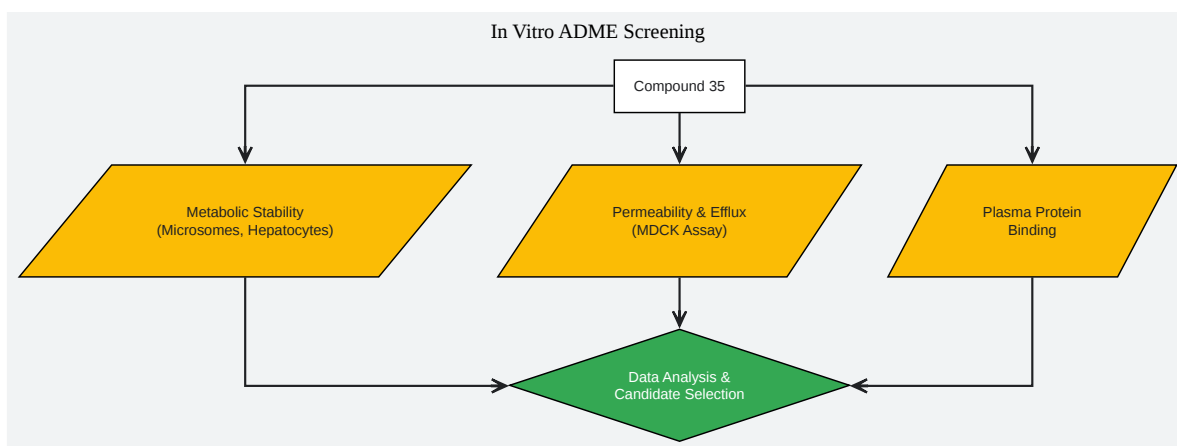 In Vitro ADME Screening
Compound 35
Metabolic Stability
(Microsomes, Hepatocytes)
Permeability & Efflux
(MDCK Assay)
Plasma Protein
Binding
Data Analysis &
Candidate Selection